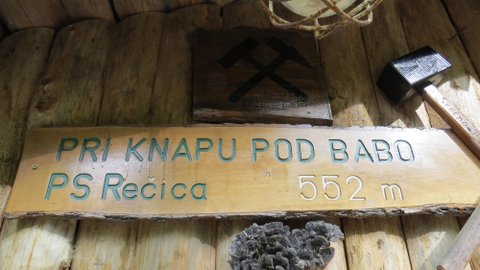 PRI KNAPU POD BABO
PS Rečica 552 m